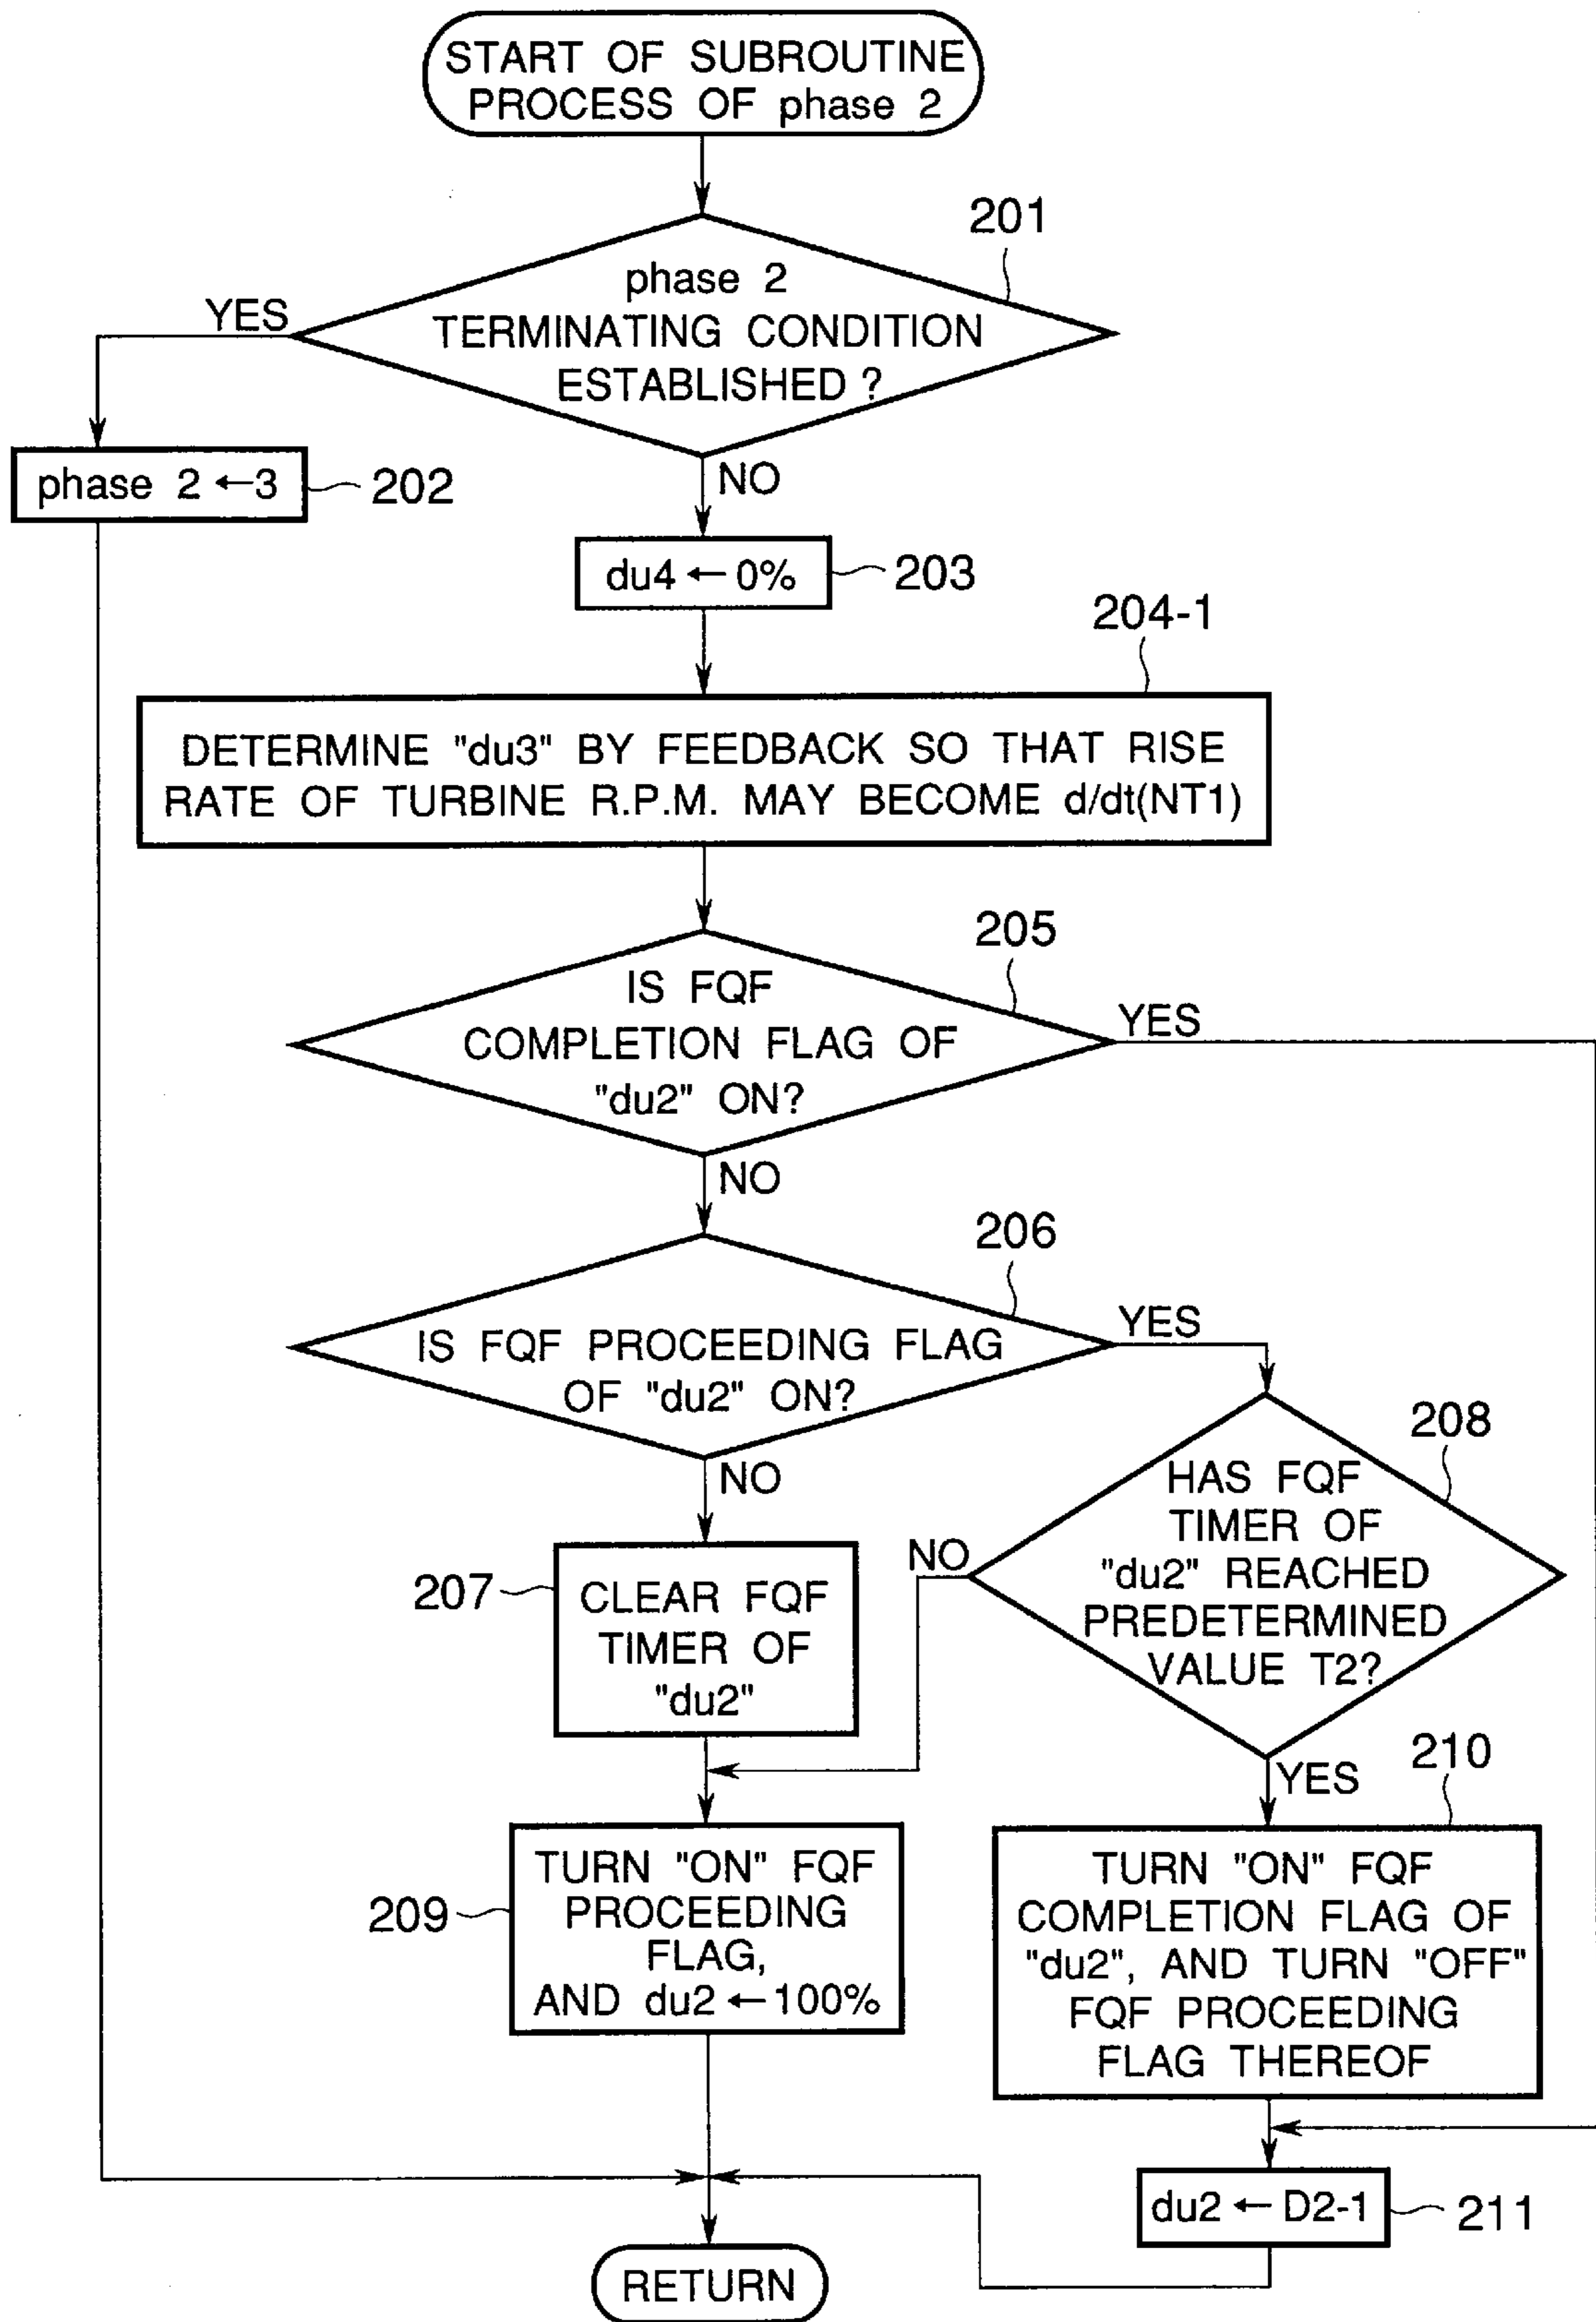 START OF SUBROUTINE
PROCESS OF phase 2
201
phase 2
TERMINATING CONDITION
ESTABLISHED ?
YES
NO
phase 2 ←3
202
du4 ← 0%
203
204-1
DETERMINE "du3" BY FEEDBACK SO THAT RISE
RATE OF TURBINE R.P.M. MAY BECOME d/dt(NT1)
205
IS FQF
COMPLETION FLAG OF
"du2" ON?
YES
NO
206
IS FQF PROCEEDING FLAG
OF "du2" ON?
YES
NO
208
HAS FQF
TIMER OF
"du2" REACHED
PREDETERMINED
VALUE T2?
NO
YES
207
CLEAR FQF
TIMER OF
"du2"
209
TURN "ON" FQF
PROCEEDING
FLAG,
AND du2 ← 100%
210
TURN "ON" FQF
COMPLETION FLAG OF
"du2", AND TURN "OFF"
FQF PROCEEDING
FLAG THEREOF
du2 ← D2-1
211
RETURN